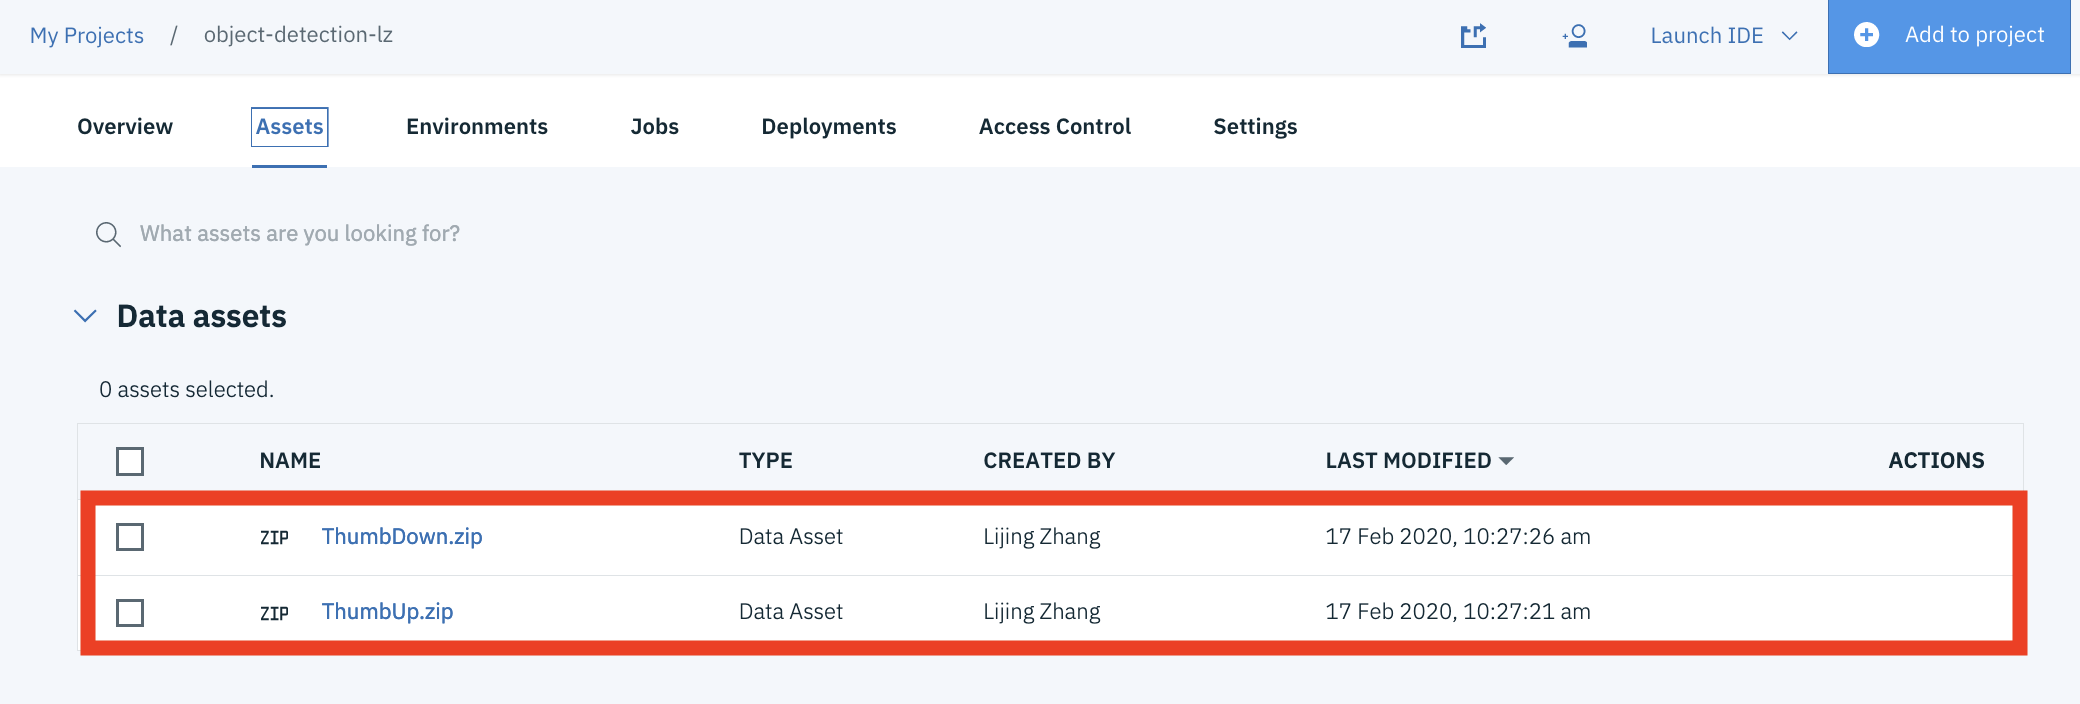 My Projects / object-detection-lz Launch IDE Add to project
Overview Assets Environments Jobs Deployments Access Control Settings
What assets are you looking for?
Data assets
0 assets selected.
NAME TYPE CREATED BY LAST MODIFIED ACTIONS
ZIP ThumbDown.zip Data Asset Lijing Zhang 17 Feb 2020, 10:27:26 am
ZIP ThumbUp.zip Data Asset Lijing Zhang 17 Feb 2020, 10:27:21 am